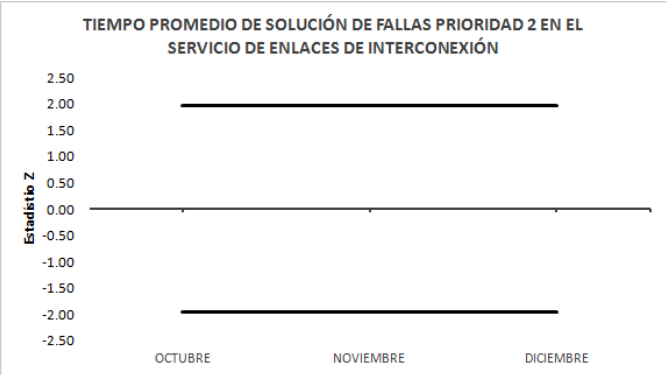 TIEMPO PROMEDIO DE SOLUCIÓN DE FALLAS PRIORIDAD 2 EN EL
SERVICIO DE ENLACES DE INTERCONEXIÓN
2.50
2.00
1.50
1.00
0.50
0.00
-0.50
-1.00
-1.50
-2.00
-2.50
Estadístio Z
OCTUBRE NOVIEMBRE DICIEMBRE